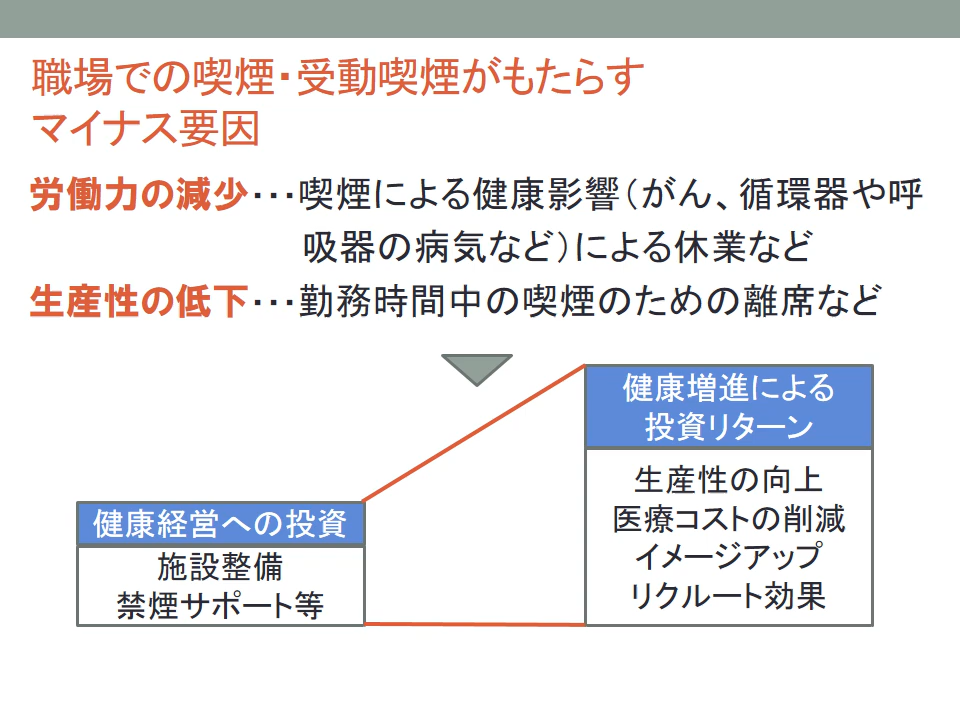 職場での喫煙・受動喫煙がもたらす
マイナス要因
労働力の減少･･･喫煙による健康影響（がん、循環器や呼
吸器の病気など）による休業など
生産性の低下･･･勤務時間中の喫煙のための離席など
健康経営への投資
施設整備
禁煙サポート等
健康増進による
投資リターン
生産性の向上
医療コストの削減
イメージアップ
リクルート効果